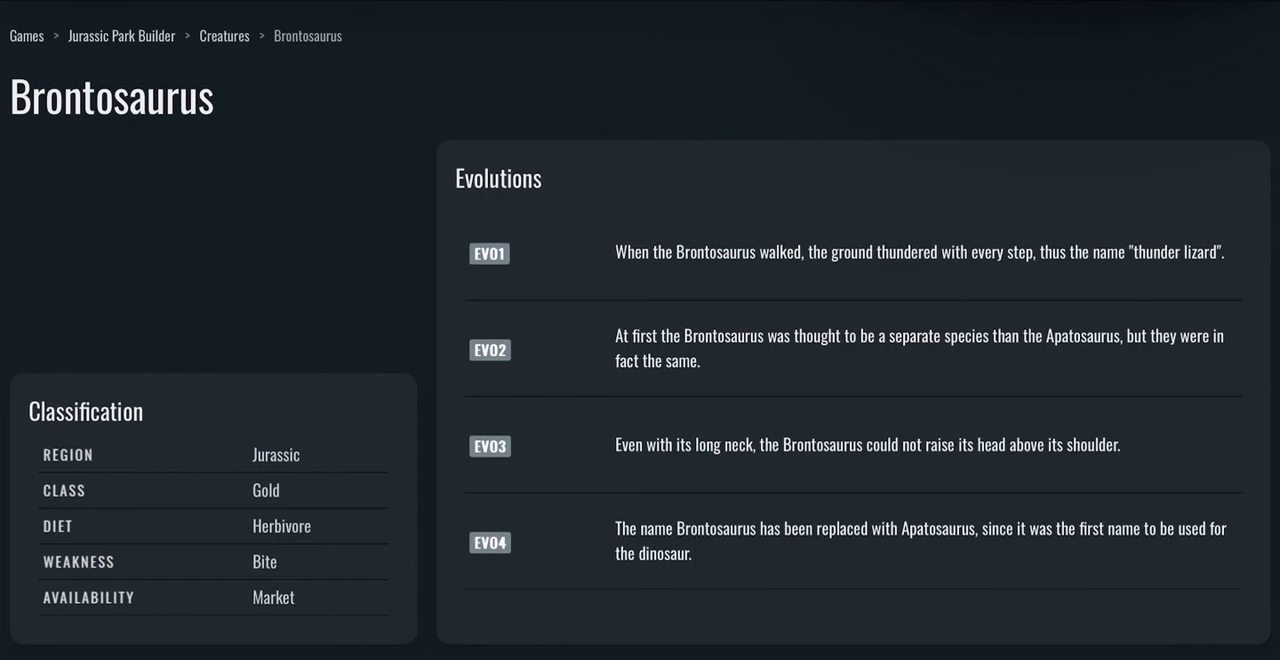 Games > Jurassic Park Builder > Creatures > Brontosaurus
Brontosaurus
Classification
REGION Jurassic
CLASS Gold
DIET Herbivore
WEAKNESS Bite
AVAILABILITY Market
Evolutions
EVO1 When the Brontosaurus walked, the ground thundered with every step, thus the name "thunder lizard".
EVO2 At first the Brontosaurus was thought to be a separate species than the Apatosaurus, but they were in
fact the same.
EVO3 Even with its long neck, the Brontosaurus could not raise its head above its shoulder.
EVO4 The name Brontosaurus has been replaced with Apatosaurus, since it was the first name to be used for
the dinosaur.